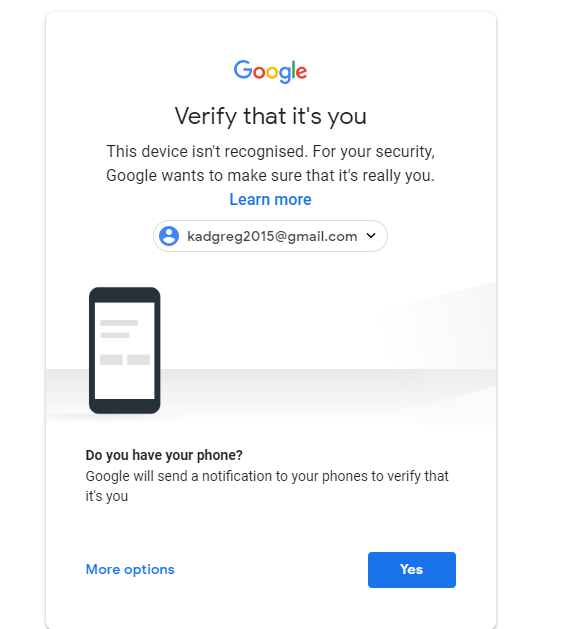 Google
Verify that it's you
This device isn't recognised. For your security,
Google wants to make sure that it's really you.
Learn more
kadgreg2015@gmail.com
Do you have your phone?
Google will send a notification to your phones to verify that
it's you
More options
Yes